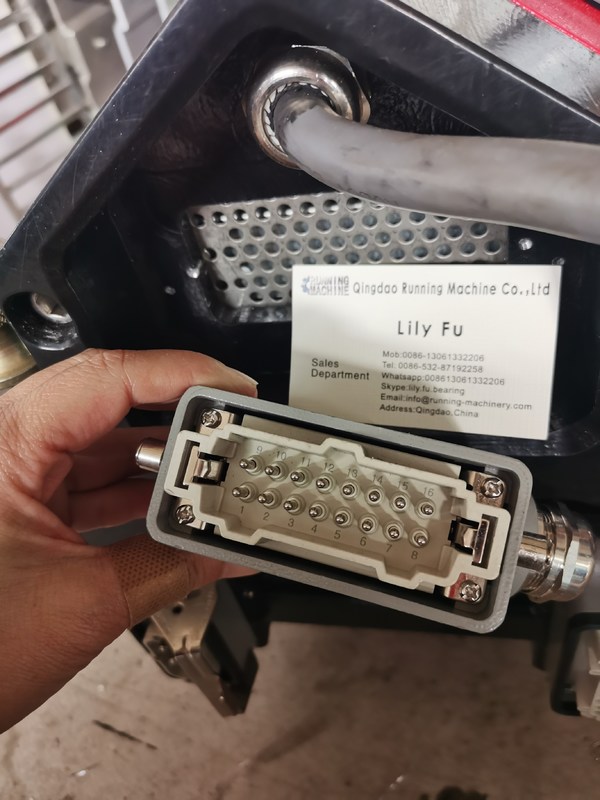 RUNNING MACHINE Qingdao Running Machine Co.,Ltd
Lily Fu
Sales Department
Mob:0086-13061332206
Tel: 0086-532-87192258
Whatsapp:008613061332206
Skype:lily.fu.bearing
Email:info@running-machinery.com
Address:Qingdao,China
9 10 11 12 13 14 15 16
1 2 3 4 5 6 7 8